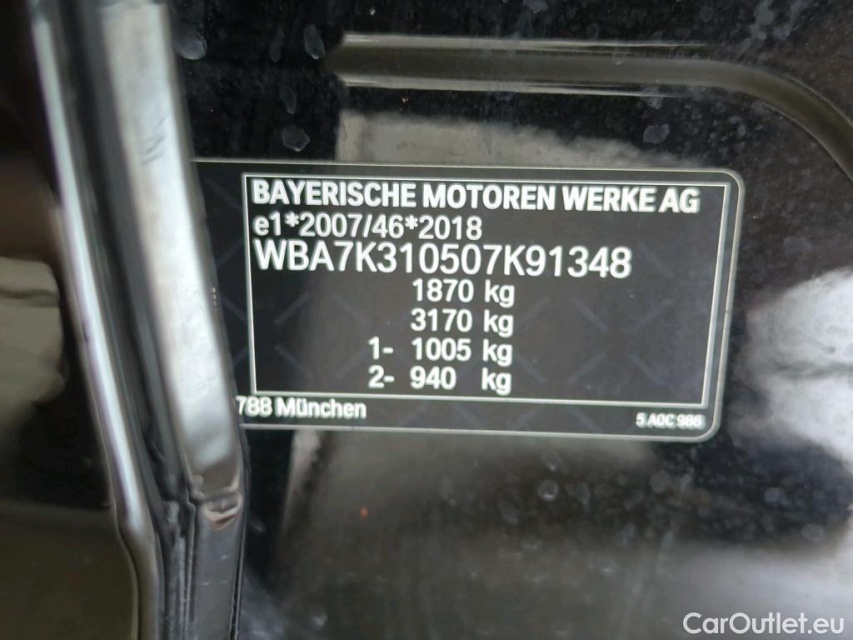 BAYERISCHE MOTOREN WERKE AG
e1*2007/46*2018
WBA7K310507K91348
1870 kg
3170 kg
1- 1005 kg
2- 940 kg
788 München
5 A0C 986
CarOutlet.eu